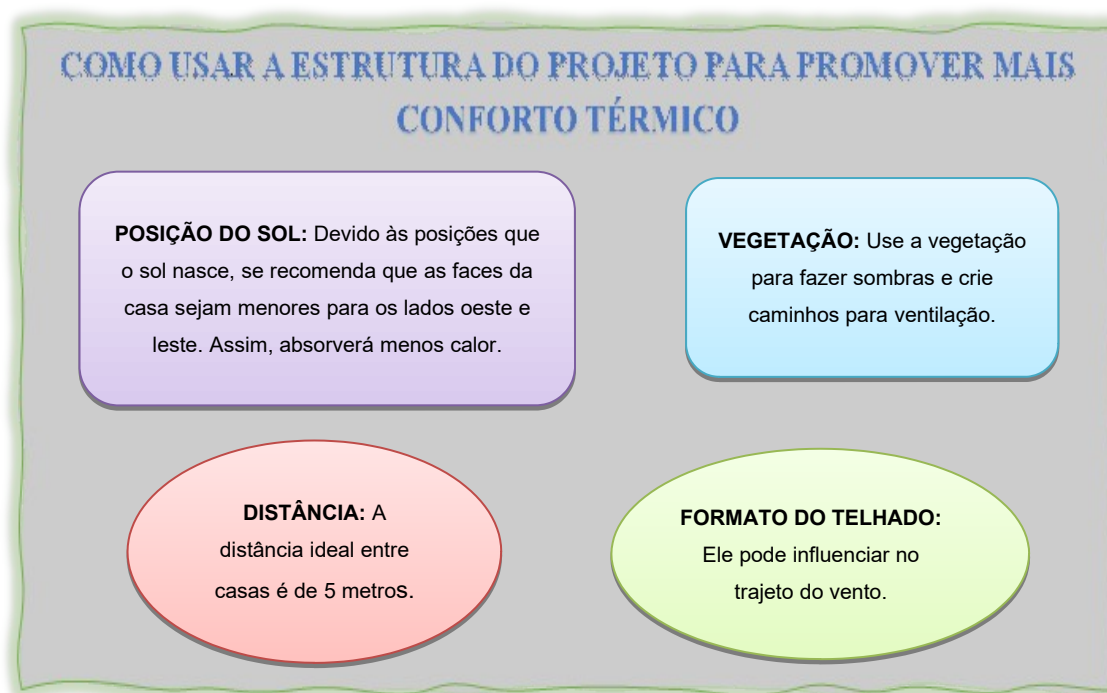 COMO USAR A ESTRUTURA DO PROJETO PARA PROMOVER MAIS
CONFORTO TÉRMICO
POSIÇÃO DO SOL: Devido às posições que
o sol nasce, se recomenda que as faces da
casa sejam menores para os lados oeste e
leste. Assim, absorverá menos calor.
VEGETAÇÃO: Use a vegetação
para fazer sombras e crie
caminhos para ventilação.
DISTÂNCIA: A
distância ideal entre
casas é de 5 metros.
FORMATO DO TELHADO:
Ele pode influenciar no
trajeto do vento.